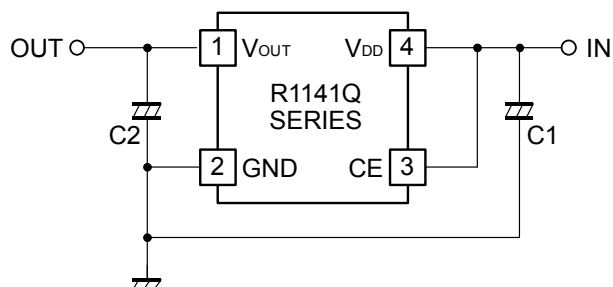 OUT 1 VOUT VDD 4 IN
R1141Q
SERIES
C2 C1
2 GND CE 3